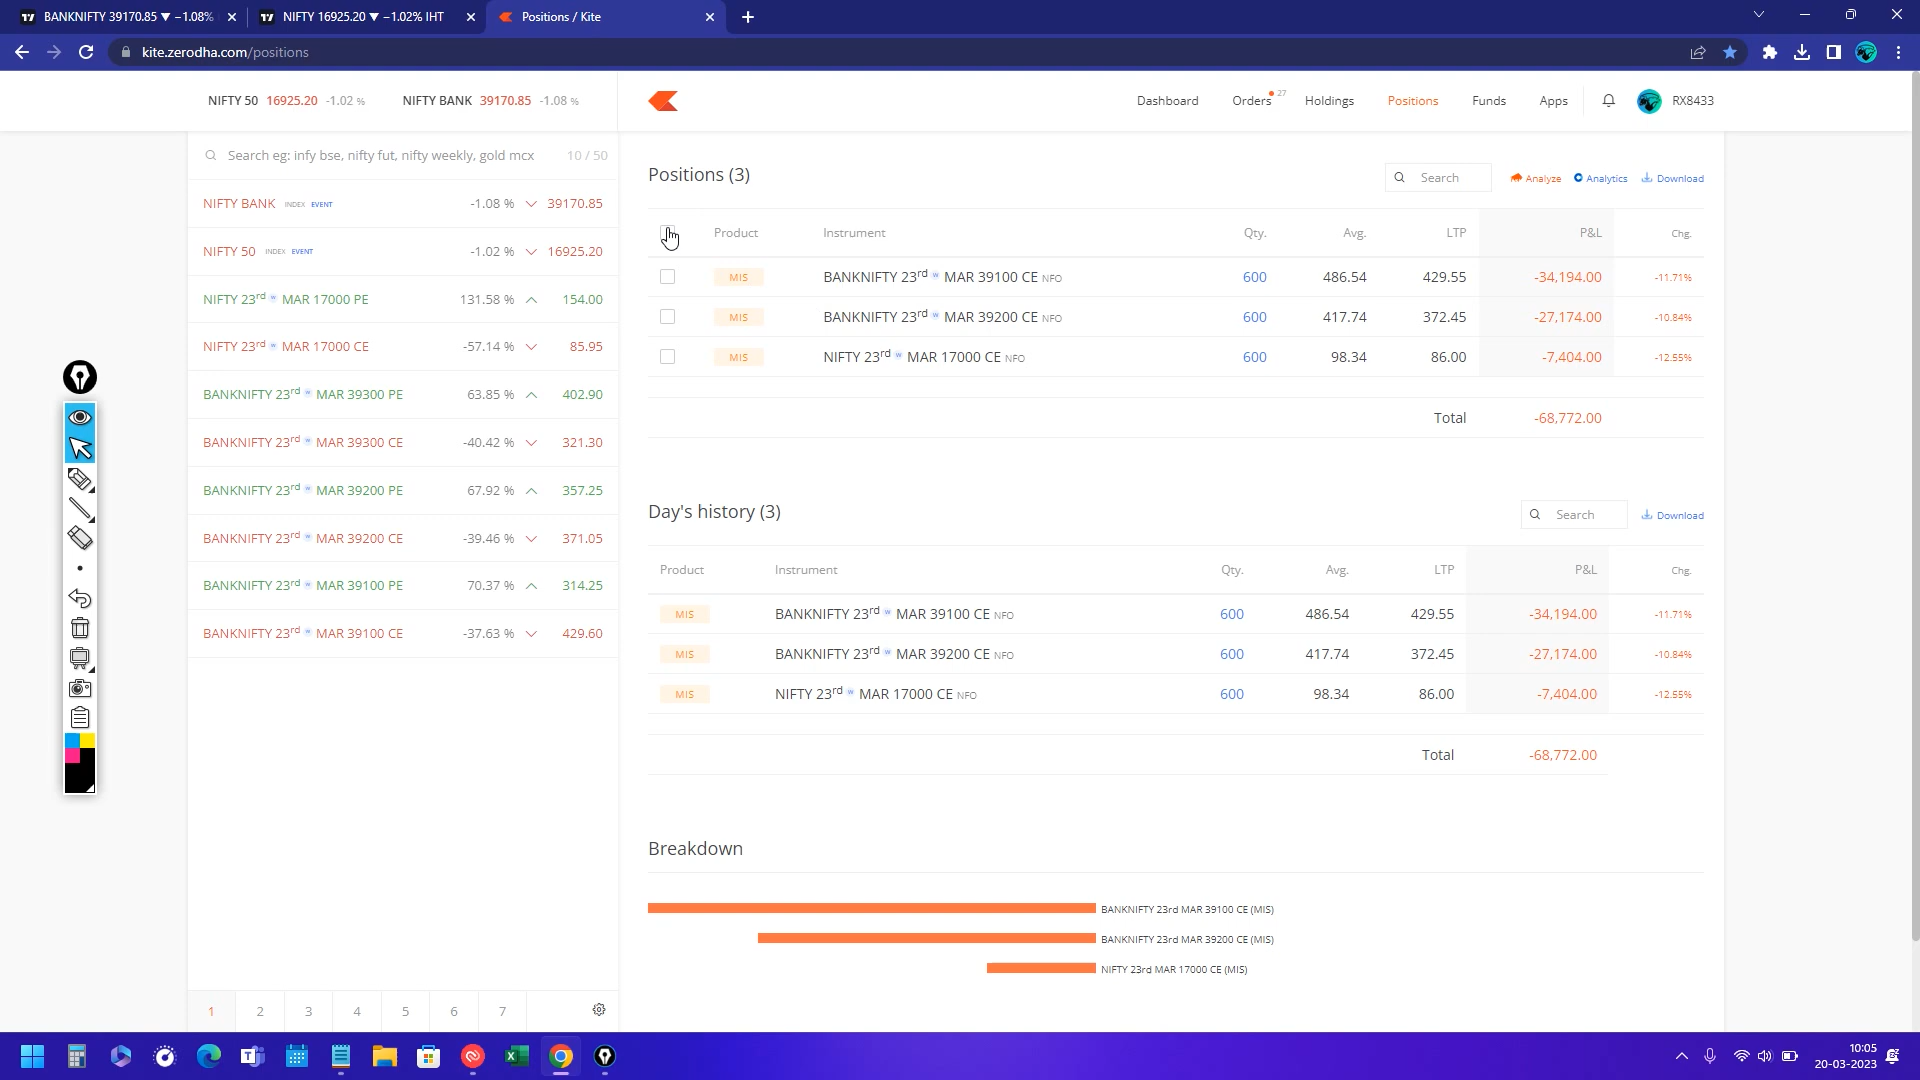 BANKNIFTY 39170.85 ▼ −1.08%
NIFTY 16925.20 ▼ −1.02% IHT
Positions / Kite
kite.zerodha.com/positions
NIFTY 50 16925.20 -1.02 %
NIFTY BANK 39170.85 -1.08 %
Dashboard
Orders 27
Holdings
Positions
Funds
Apps
RX8433
Search eg: infy bse, nifty fut, nifty weekly, gold mcx 10 / 50
NIFTY BANK INDEX EVENT -1.08 % 39170.85
NIFTY 50 INDEX EVENT -1.02 % 16925.20
NIFTY 23rd w MAR 17000 PE 131.58 % 154.00
NIFTY 23rd w MAR 17000 CE -57.14 % 85.95
BANKNIFTY 23rd w MAR 39300 PE 63.85 % 402.90
BANKNIFTY 23rd w MAR 39300 CE -40.42 % 321.30
BANKNIFTY 23rd w MAR 39200 PE 67.92 % 357.25
BANKNIFTY 23rd w MAR 39200 CE -39.46 % 371.05
BANKNIFTY 23rd w MAR 39100 PE 70.37 % 314.25
BANKNIFTY 23rd w MAR 39100 CE -37.63 % 429.60
1 2 3 4 5 6 7
Positions (3)
Search Analyze Analytics Download
Product Instrument Qty. Avg. LTP P&L Chg.
MIS BANKNIFTY 23rd w MAR 39100 CE NFO 600 486.54 429.55 -34,194.00 -11.71%
MIS BANKNIFTY 23rd w MAR 39200 CE NFO 600 417.74 372.45 -27,174.00 -10.84%
MIS NIFTY 23rd w MAR 17000 CE NFO 600 98.34 86.00 -7,404.00 -12.55%
Total -68,772.00
Day's history (3)
Search Download
Product Instrument Qty. Avg. LTP P&L Chg.
MIS BANKNIFTY 23rd w MAR 39100 CE NFO 600 486.54 429.55 -34,194.00 -11.71%
MIS BANKNIFTY 23rd w MAR 39200 CE NFO 600 417.74 372.45 -27,174.00 -10.84%
MIS NIFTY 23rd w MAR 17000 CE NFO 600 98.34 86.00 -7,404.00 -12.55%
Total -68,772.00
Breakdown
BANKNIFTY 23rd MAR 39100 CE (MIS)
BANKNIFTY 23rd MAR 39200 CE (MIS)
NIFTY 23rd MAR 17000 CE (MIS)
10:05
20-03-2023